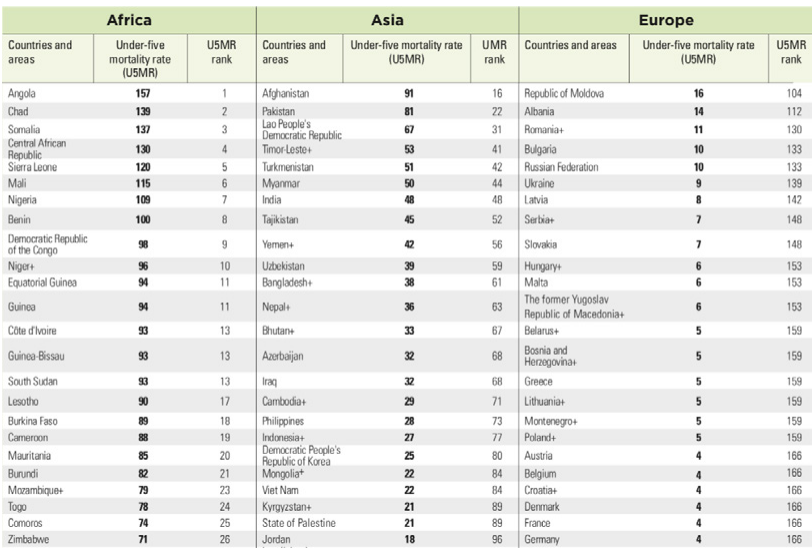 Africa Asia Europe
Countries and areas Under-five mortality rate (U5MR) U5MR rank Countries and areas Under-five mortality rate (U5MR) UMR rank Countries and areas Under-five mortality rate (U5MR) U5MR rank
Angola 157 1 Afghanistan 91 16 Republic of Moldova 16 104
Chad 139 2 Pakistan 81 22 Albania 14 112
Somalia 137 3 Lao People's Democratic Republic 67 31 Romania+ 11 130
Central African Republic 130 4 Timor-Leste+ 53 41 Bulgaria 10 133
Sierra Leone 120 5 Turkmenistan 51 42 Russian Federation 10 133
Mali 115 6 Myanmar 50 44 Ukraine 9 139
Nigeria 109 7 India 48 48 Latvia 8 142
Benin 100 8 Tajikistan 45 52 Serbia+ 7 148
Democratic Republic of the Congo 98 9 Yemen+ 42 56 Slovakia 7 148
Niger+ 96 10 Uzbekistan 39 59 Hungary+ 6 153
Equatorial Guinea 94 11 Bangladesh+ 38 61 Malta 6 153
Guinea 94 11 Nepal+ 36 63 The former Yugoslav Republic of Macedonia+ 6 153
Côte d'Ivoire 93 13 Bhutan+ 33 67 Belarus+ 5 159
Guinea-Bissau 93 13 Azerbaijan 32 68 Bosnia and Herzegovina+ 5 159
South Sudan 93 13 Iraq 32 68 Greece 5 159
Lesotho 90 17 Cambodia+ 29 71 Lithuania+ 5 159
Burkina Faso 89 18 Philippines 28 73 Montenegro+ 5 159
Cameroon 88 19 Indonesia+ 27 77 Poland+ 5 159
Mauritania 85 20 Democratic People's Republic of Korea 25 80 Austria 4 166
Burundi 82 21 Mongolia+ 22 84 Belgium 4 166
Mozambique+ 79 23 Viet Nam 22 84 Croatia+ 4 166
Togo 78 24 Kyrgyzstan+ 21 89 Denmark 4 166
Comoros 74 25 State of Palestine 21 89 France 4 166
Zimbabwe 71 26 Jordan 18 96 Germany 4 166